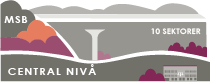 MSB
10 SEKTORER
CENTRAL NIVÅ